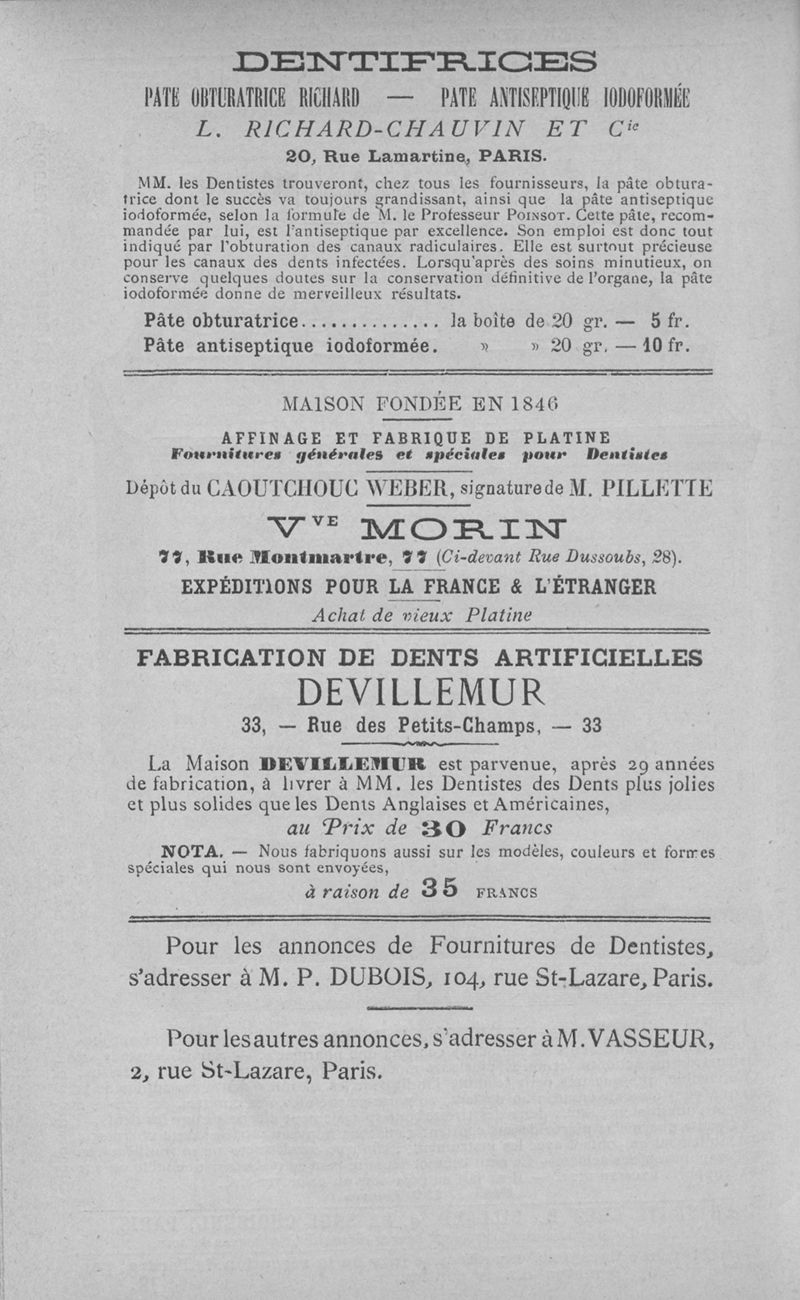 DENTIFRICES
PATE OBTURATRICE RICHARD — PATE ANTISEPTIQUE IODOFORMÉE
L. RICHARD-CHAUVIN ET Cie
20, Rue Lamartine, PARIS.
MM. les Dentistes trouveront, chez tous les fournisseurs, la pâte obtura-
trice dont le succès va toujours grandissant, ainsi que la pâte antiseptique
iodoformée, selon la formule de M. le Professeur POINSOT. Cette pâte, recom-
mandée par lui, est l'antiseptique par excellence. Son emploi est donc tout
indiqué par l'obturation des canaux radiculaires. Elle est surtout précieuse
pour les canaux des dents infectées. Lorsqu'après des soins minutieux, on
conserve quelques doutes sur la conservation définitive de l'organe, la pâte
iodoformée donne de merveilleux résultats.
Pâte obturatrice............... la boîte de 20 gr. — 5 fr.
Pâte antiseptique iodoformée. » » 20 gr. — 10 fr.
MAISON FONDÉE EN 1846
AFFINAGE ET FABRIQUE DE PLATINE
Fournitures générales et spéciales pour Dentistes
Dépôt du CAOUTCHOUC WEBER, signature de M. PILLETTE
VVE MORIN
77, Rue Montmartre, 77 (Ci-devant Rue Dussoubs, 28).
EXPÉDITIONS POUR LA FRANCE & L'ÉTRANGER
Achat de vieux Platine
FABRICATION DE DENTS ARTIFICIELLES
DEVILLEMUR
33, — Rue des Petits-Champs, — 33
La Maison DEVILLEMUR est parvenue, après 29 années
de fabrication, à livrer à MM. les Dentistes des Dents plus jolies
et plus solides que les Dents Anglaises et Américaines,
au Prix de 30 Francs
NOTA. — Nous fabriquons aussi sur les modèles, couleurs et formes
spéciales qui nous sont envoyées,
à raison de 35 FRANCS
Pour les annonces de Fournitures de Dentistes,
s'adresser à M. P. DUBOIS, 104, rue St-Lazare, Paris.
Pour les autres annonces, s'adresser à M. VASSEUR,
2, rue St-Lazare, Paris.